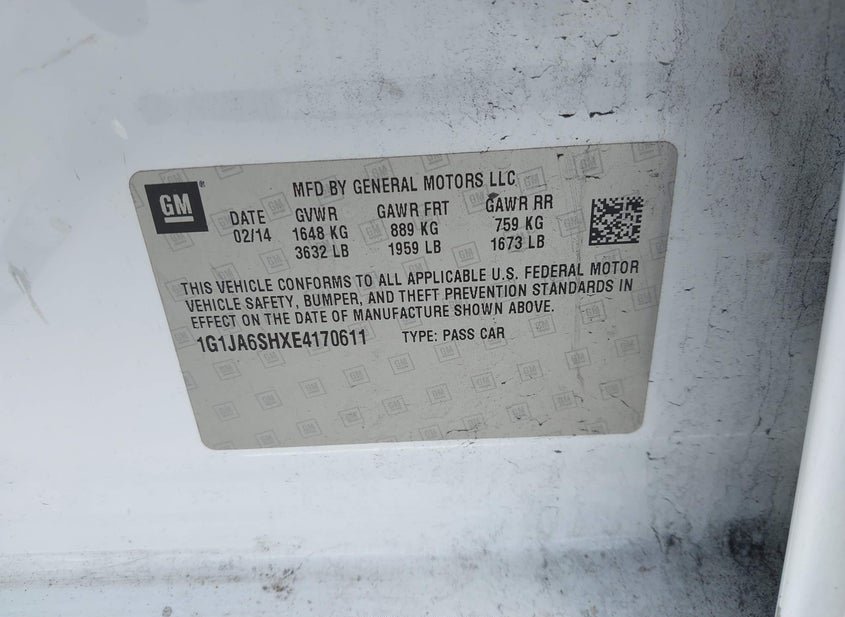 GM
MFD BY GENERAL MOTORS LLC
DATE GVWR GAWR FRT GAWR RR
02/14 1648 KG 889 KG 759 KG
3632 LB 1959 LB 1673 LB
THIS VEHICLE CONFORMS TO ALL APPLICABLE U.S. FEDERAL MOTOR
VEHICLE SAFETY, BUMPER, AND THEFT PREVENTION STANDARDS IN
EFFECT ON THE DATE OF MANUFACTURE SHOWN ABOVE.
1G1JA6SHXE4170611 TYPE: PASS CAR